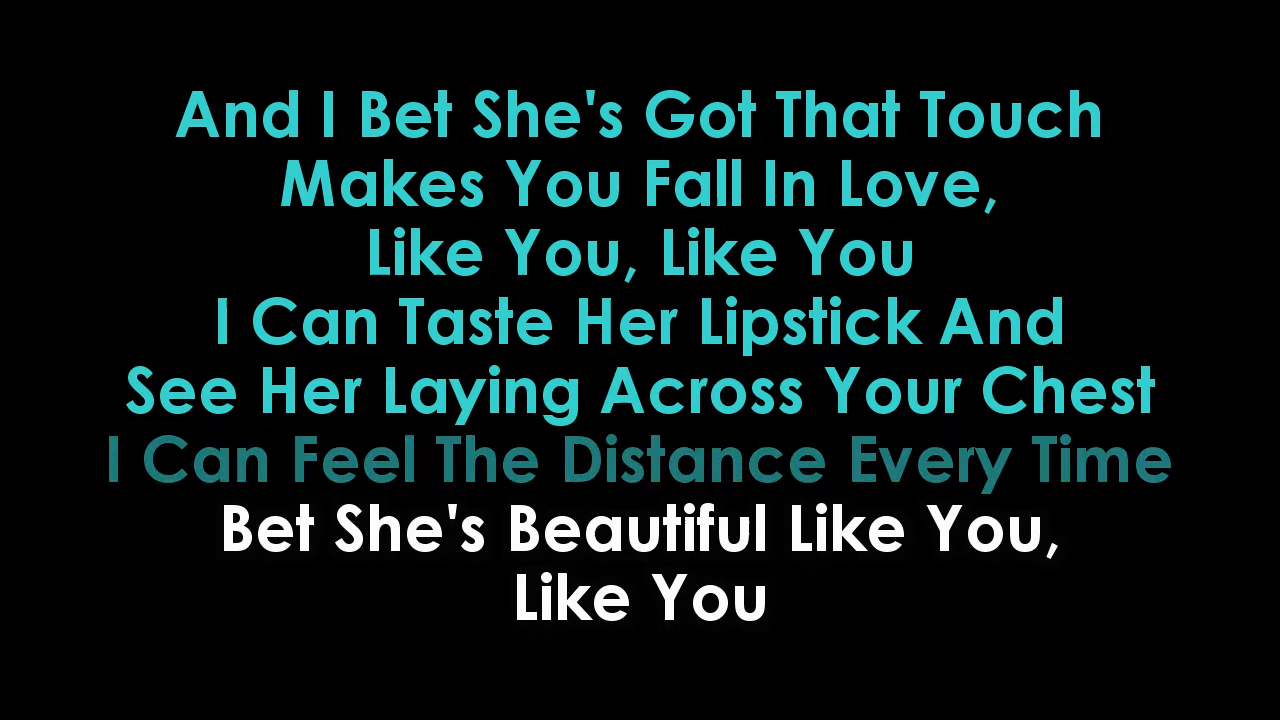 And I Bet She's Got That Touch
Makes You Fall In Love,
Like You, Like You
I Can Taste Her Lipstick And
See Her Laying Across Your Chest
I Can Feel The Distance Every Time
Bet She's Beautiful Like You,
Like You